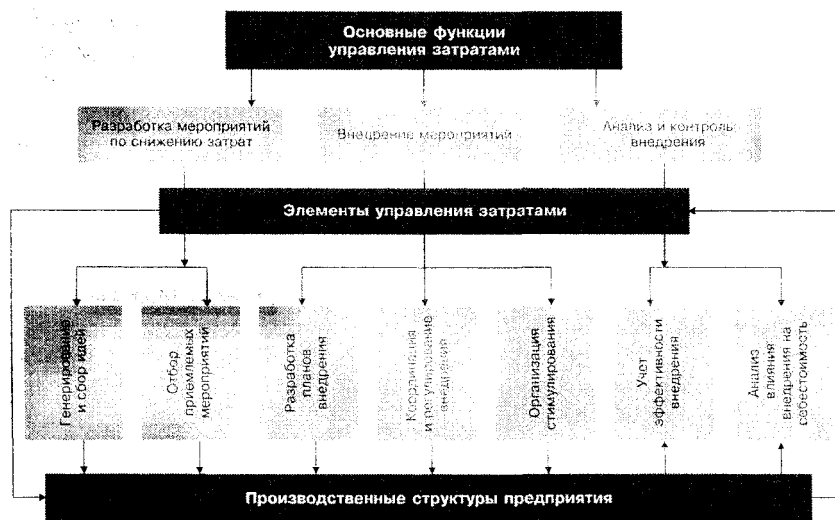 Основные функции
управления затратами
Разработка мероприятий
по снижению затрат
Внедрение мероприятий
Анализ и контроль
внедрения
Элементы управления затратами
Генерирование
и сбор идей
Отбор
приемлемых
мероприятий
Разработка
планов
внедрения
Координация
и регулирование
внедрения
Организация
стимулирования
Учет
эффективности
внедрения
Анализ
влияния
внедрения на
себестоимость
Производственные структуры предприятия